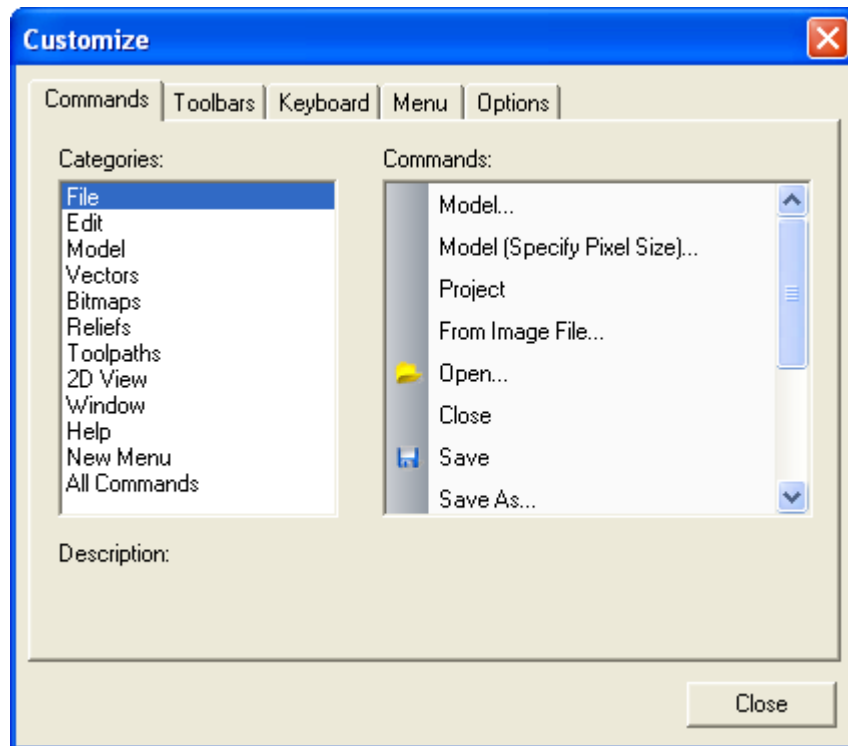 Customize
Commands Toolbars Keyboard Menu Options
Categories:
File
Edit
Model
Vectors
Bitmaps
Reliefs
Toolpaths
2D View
Window
Help
New Menu
All Commands
Commands:
Model...
Model (Specify Pixel Size)...
Project
From Image File...
Open...
Close
Save
Save As...
Description:
Close